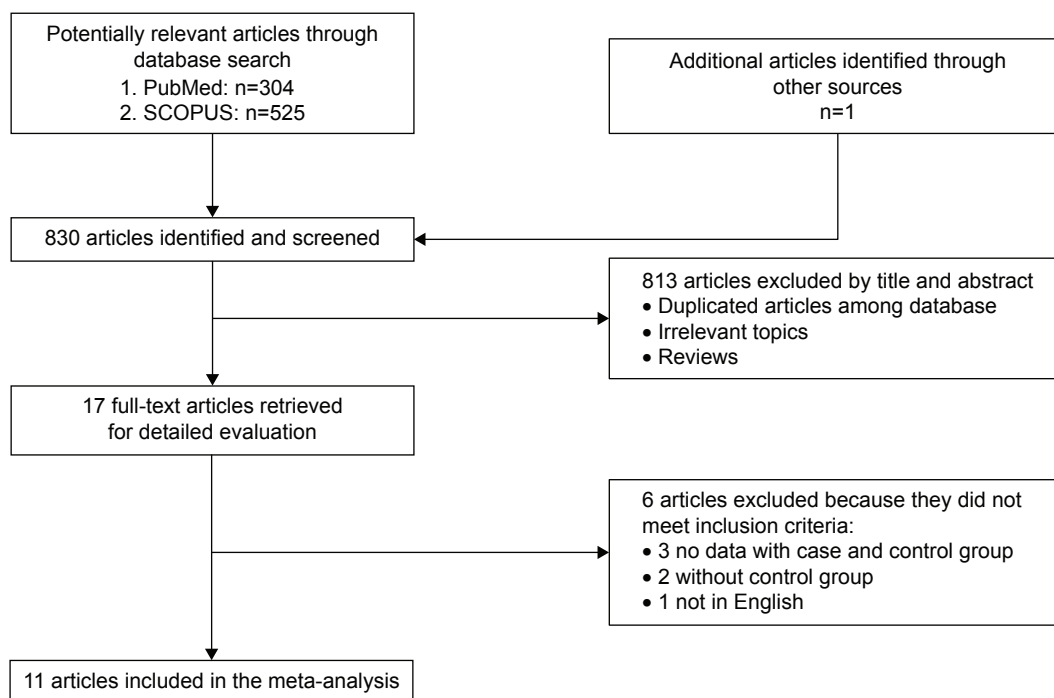 Potentially relevant articles through
database search
1. PubMed: n=304
2. SCOPUS: n=525
Additional articles identified through
other sources
n=1
830 articles identified and screened
813 articles excluded by title and abstract
• Duplicated articles among database
• Irrelevant topics
• Reviews
17 full-text articles retrieved
for detailed evaluation
6 articles excluded because they did not
meet inclusion criteria:
• 3 no data with case and control group
• 2 without control group
• 1 not in English
11 articles included in the meta-analysis